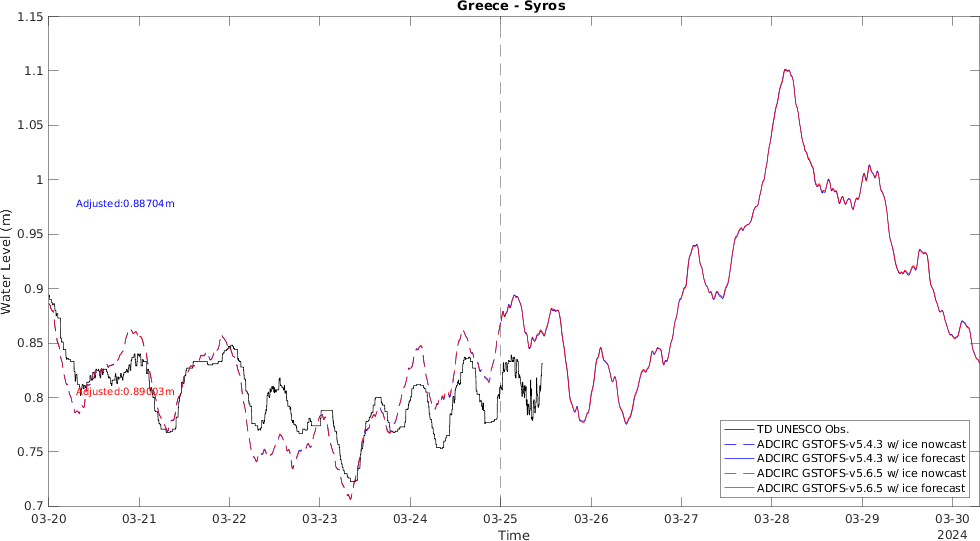 Greece - Syros
1.15
1.1
1.05
1
0.95
0.9
0.85
0.8
0.75
0.7
Water Level (m)
Adjusted:0.88704m
Adjusted:0.89003m
TD UNESCO Obs.
ADCIRC GSTOFS-v5.4.3 w/ ice nowcast
ADCIRC GSTOFS-v5.4.3 w/ ice forecast
ADCIRC GSTOFS-v5.6.5 w/ ice nowcast
ADCIRC GSTOFS-v5.6.5 w/ ice forecast
03-20 03-21 03-22 03-23 03-24 03-25 03-26 03-27 03-28 03-29 03-30
Time
2024